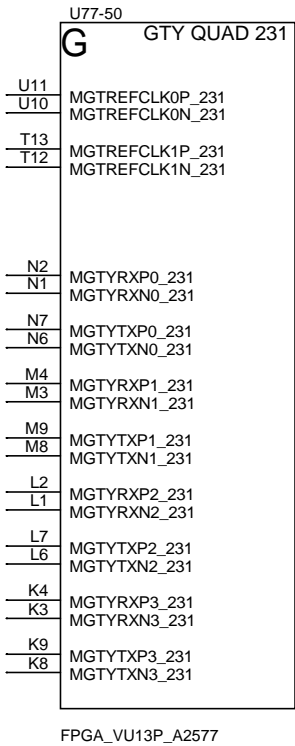 U77-50
G GTY QUAD 231
U11 MGTREFCLK0P_231
U10 MGTREFCLK0N_231
T13 MGTREFCLK1P_231
T12 MGTREFCLK1N_231
N2 MGTYRXP0_231
N1 MGTYRXN0_231
N7 MGTYTXP0_231
N6 MGTYTXN0_231
M4 MGTYRXP1_231
M3 MGTYRXN1_231
M9 MGTYTXP1_231
M8 MGTYTXN1_231
L2 MGTYRXP2_231
L1 MGTYRXN2_231
L7 MGTYTXP2_231
L6 MGTYTXN2_231
K4 MGTYRXP3_231
K3 MGTYRXN3_231
K9 MGTYTXP3_231
K8 MGTYTXN3_231
FPGA_VU13P_A2577